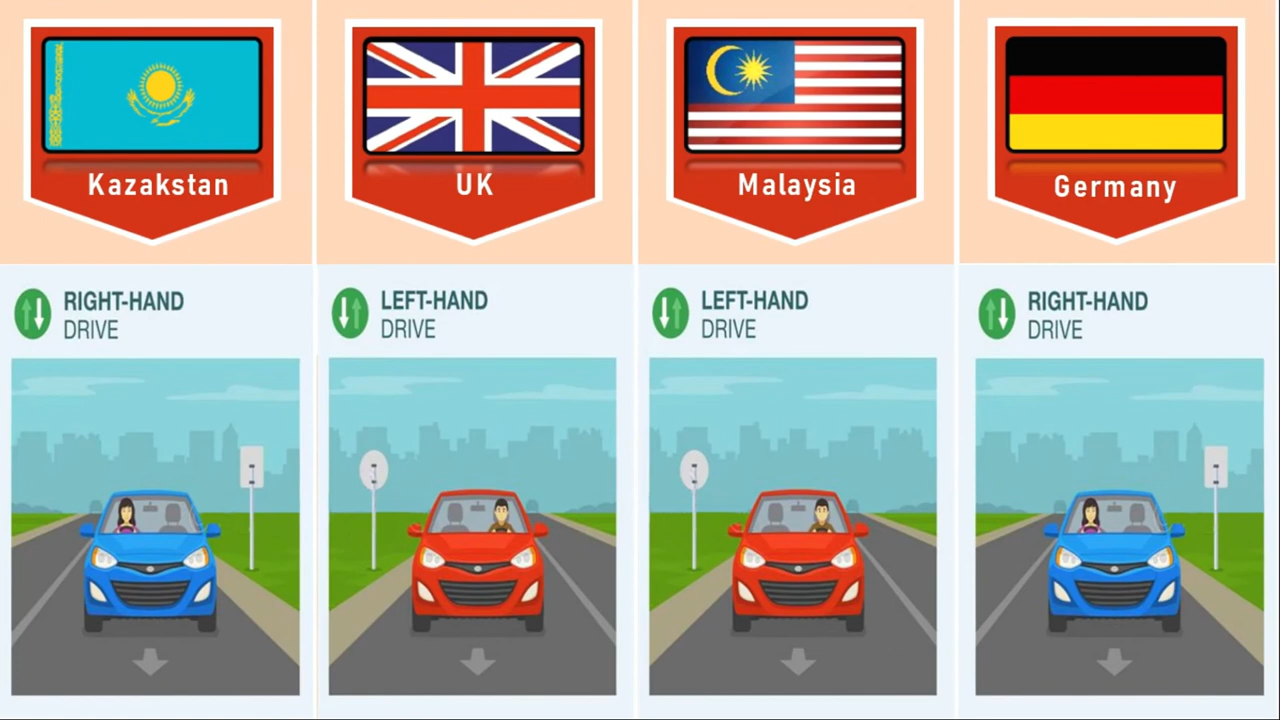 Kazakstan
UK
Malaysia
Germany
RIGHT-HAND
DRIVE
LEFT-HAND
DRIVE
LEFT-HAND
DRIVE
RIGHT-HAND
DRIVE